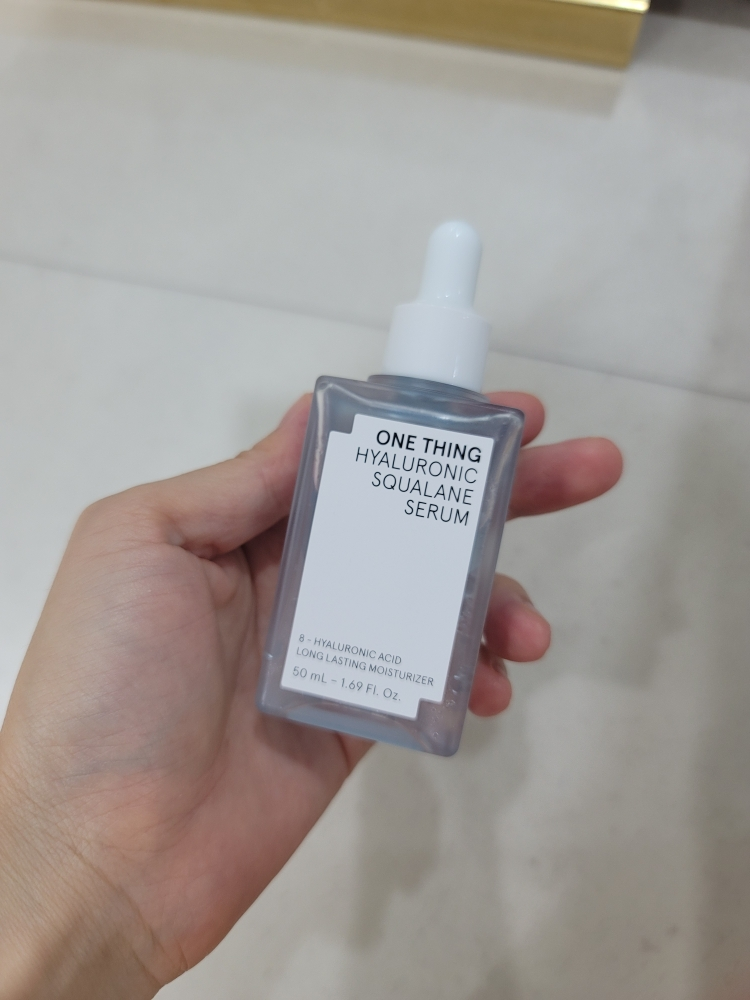 ONE THING
HYALURONIC
SQUALANE
SERUM
8 - HYALURONIC ACID
LONG LASTING MOISTURIZER
50 mL - 1.69 Fl. Oz.